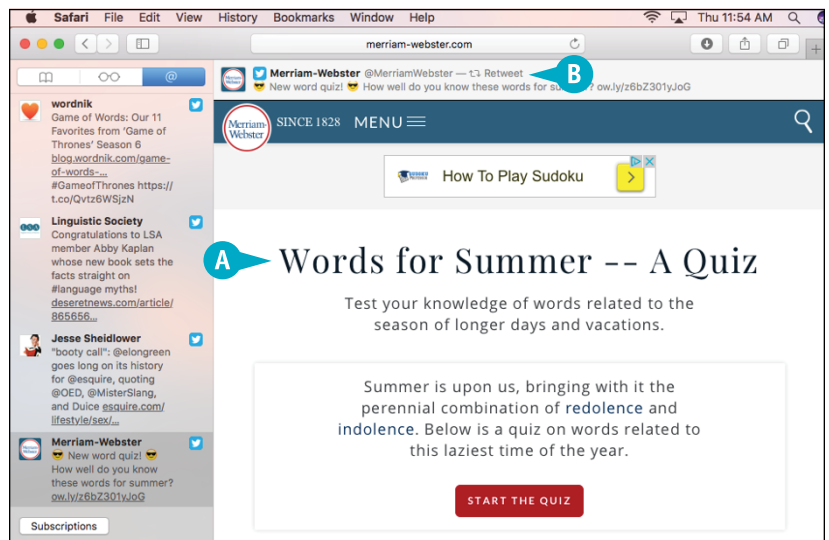 Safari File Edit View History Bookmarks Window Help Thu 11:54 AM
merriam-webster.com
@
wordnik
Game of Words: Our 11
Favorites from 'Game of
Thrones' Season 6
blog.wordnik.com/game-
of-words-...
#GameofThrones https://
t.co/Qvtz6WSjzN
Linguistic Society
Congratulations to LSA
member Abby Kaplan
whose new book sets the
facts straight on
#language myths!
deseretnews.com/article/
865656...
Jesse Sheidlower
"booty call": @elongreen
goes long on its history
for @esquire, quoting
@OED, @MisterSlang,
and Duice esquire.com/
lifestyle/sex/...
Merriam-Webster
😎 New word quiz! 😎
How well do you know
these words for summer?
ow.ly/z6bZ301yJoG
Subscriptions
Merriam-Webster @MerriamWebster — Retweet
😎 New word quiz! 😎 How well do you know these words for ? ow.ly/z6bZ301yJoG
B
Merriam-
Webster
SINCE 1828 MENU
How To Play Sudoku
A
Words for Summer -- A Quiz
Test your knowledge of words related to the
season of longer days and vacations.
Summer is upon us, bringing with it the
perennial combination of redolence and
indolence. Below is a quiz on words related to
this laziest time of the year.
START THE QUIZ